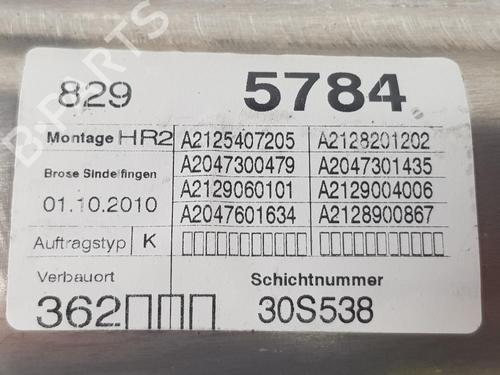 829 5784
Montage HR2 A2125407205 A2128201202
A2047300479 A2047301435
Brose Sindelfingen A2129060101 A2129004006
01.10.2010 A2047601634 A2128900867
Auftragstyp K
Verbauort Schichtnummer
362 30S538
B-Parts